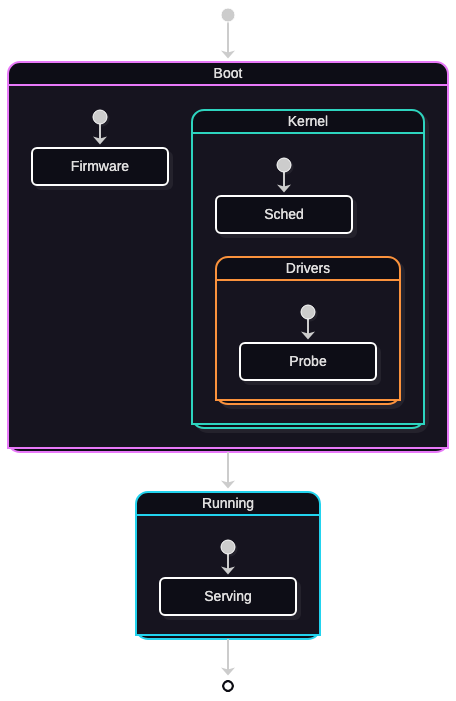 Boot
Kernel
Firmware
Sched
Drivers
Probe
Running
Serving